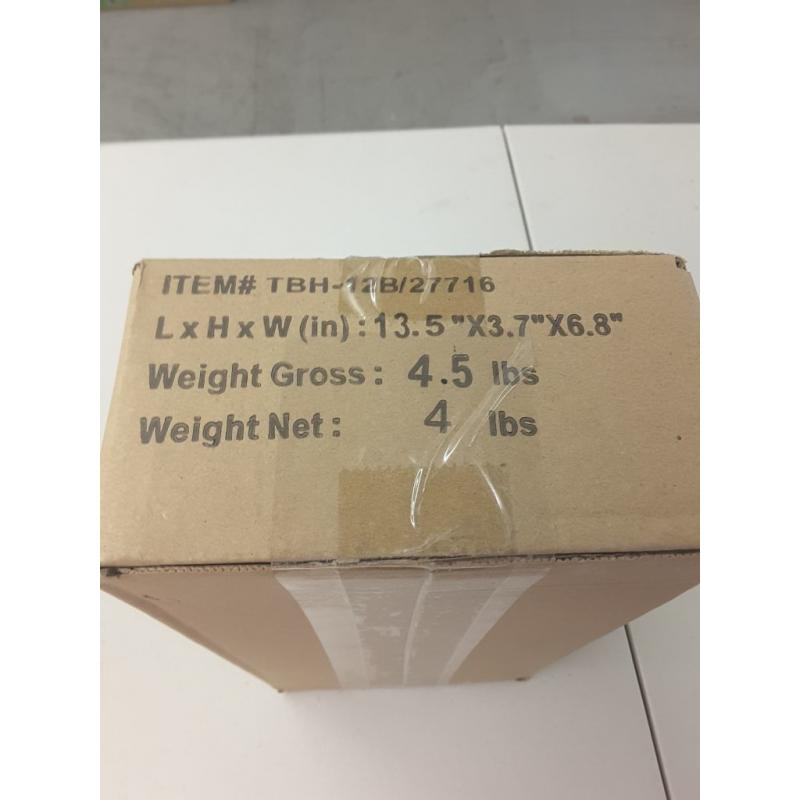 ITEM# TBH-12B/27716
L x H x W (in) : 13.5"X3.7"X6.8"
Weight Gross : 4.5 lbs
Weight Net : 4 lbs